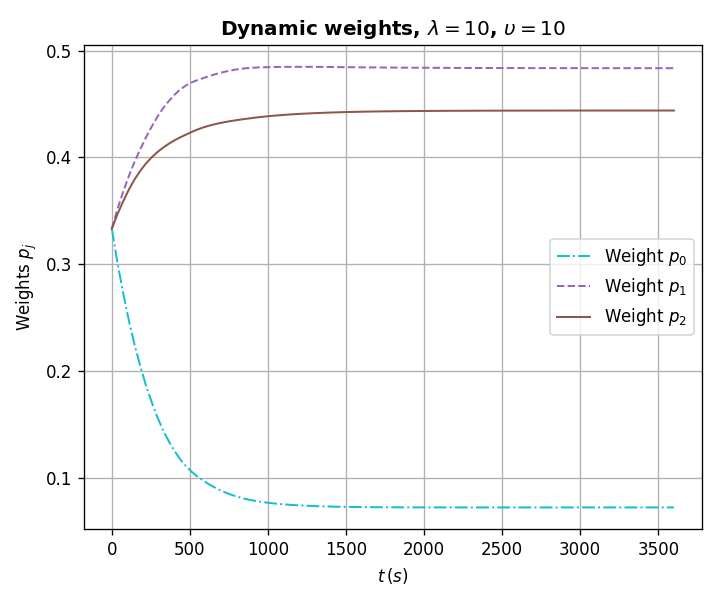 Dynamic weights, λ = 10, υ = 10
0.5
0.4
0.3
0.2
0.1
Weights p_j
Weight p_0
Weight p_1
Weight p_2
0 500 1000 1500 2000 2500 3000 3500
t (s)